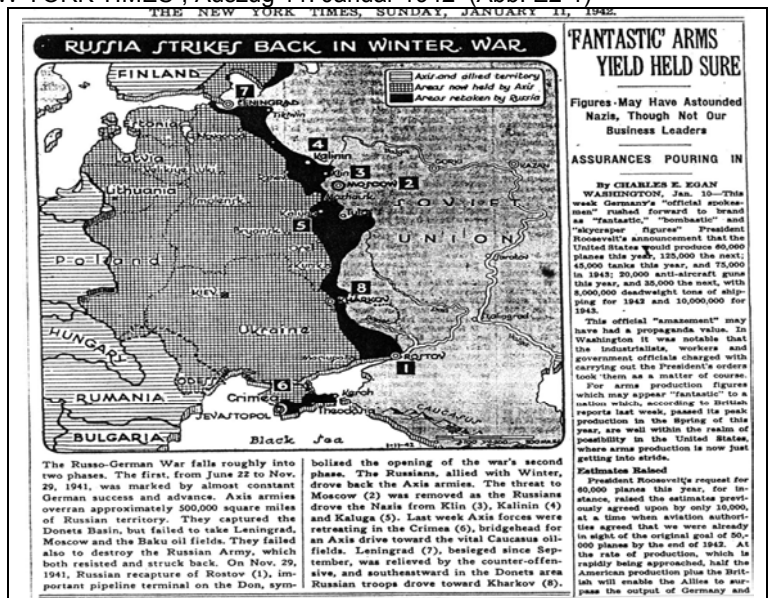 THE NEW YORK TIMES, SUNDAY, JANUARY 11, 1942.
RUSSIA STRIKES BACK IN WINTER WAR
Axis and allied territory
Areas now held by Axis
Areas retaken by Russia
FINLAND
7
LENINGRAD
Tikhvin
Estonia
Novgorod
4
Kalinin
Latvia
Velikiye Luki
Klin
3
MOSCOW
2
GORKI
KAZAN
Mozhaisk
Lithuania
SOVIET
UNION
5
Poland
8
KHARKOV
KIEV
Ukraine
HUNGARY
ROSTOV
1
ODESSA
6
Crimea
Kerch
RUMANIA
SEVASTOPOL
Theodosia
CAUCASUS
BULGARIA
Black Sea
The Russo-German War falls roughly into
two phases. The first, from June 22 to Nov.
29, 1941, was marked by almost constant
German success and advance. Axis armies
overran approximately 500,000 square miles
of Russian territory. They captured the
Donets Basin, but failed to take Leningrad,
Moscow and the Baku oil fields. They failed
also to destroy the Russian Army, which
both resisted and struck back. On Nov. 29,
1941, Russian recapture of Rostov (1), im-
portant pipeline terminal on the Don, sym-
bolized the opening of the war's second
phase. The Russians, allied with Winter,
drove back the Axis armies. The threat to
Moscow (2) was removed as the Russians
drove the Nazis from Klin (3), Kalinin (4)
and Kaluga (5). Last week Axis forces were
retreating in the Crimea (6), bridgehead for
an Axis drive toward the vital Caucasus oil-
fields. Leningrad (7), besieged since Sep-
tember, was relieved by the counter-offen-
sive, and southeastward in the Donets area
Russian troops drove toward Kharkov (8).
'FANTASTIC' ARMS
YIELD HELD SURE
Figures May Have Astounded
Nazis, Though Not Our
Business Leaders
ASSURANCES POURING IN
By CHARLES E. EGAN
WASHINGTON, Jan. 10—This
week Germany's "official spokes-
men" rushed forward to brand
as "fantastic," "bombastic" and
"skycraper figures" President
Roosevelt's announcement that the
United States would produce 60,000
planes this year, 125,000 the next;
45,000 tanks this year, and 75,000
in 1943; 20,000 anti-aircraft guns
this year, and 35,000 the next, with
8,000,000 deadweight tons of ship-
ping for 1942 and 10,000,000 for
1943.
This official "amazement" may
have had a propaganda value. In
Washington it was notable that
the industrialists, workers and
government officials charged with
carrying out the President's orders
took them as a matter of course.
For arms production figures
which may appear "fantastic" to a
nation which, according to British
reports last week, passed its peak
production in the Spring of this
year, are well within the realm of
possibility in the United States,
where arms production is now just
getting into stride.
Estimates Raised
President Roosevelt's request for
60,000 planes this year, for in-
stance, raised the estimates previ-
ously agreed upon by only 10,000,
at a time when aviation authori-
ties agreed that we were already
in sight of the original goal of 50,-
000 planes by the end of 1942. At
the rate of production, which is
rapidly being approached, half the
American production plus the Brit-
ish will enable the Allies to sur-
pass the output of Germany and